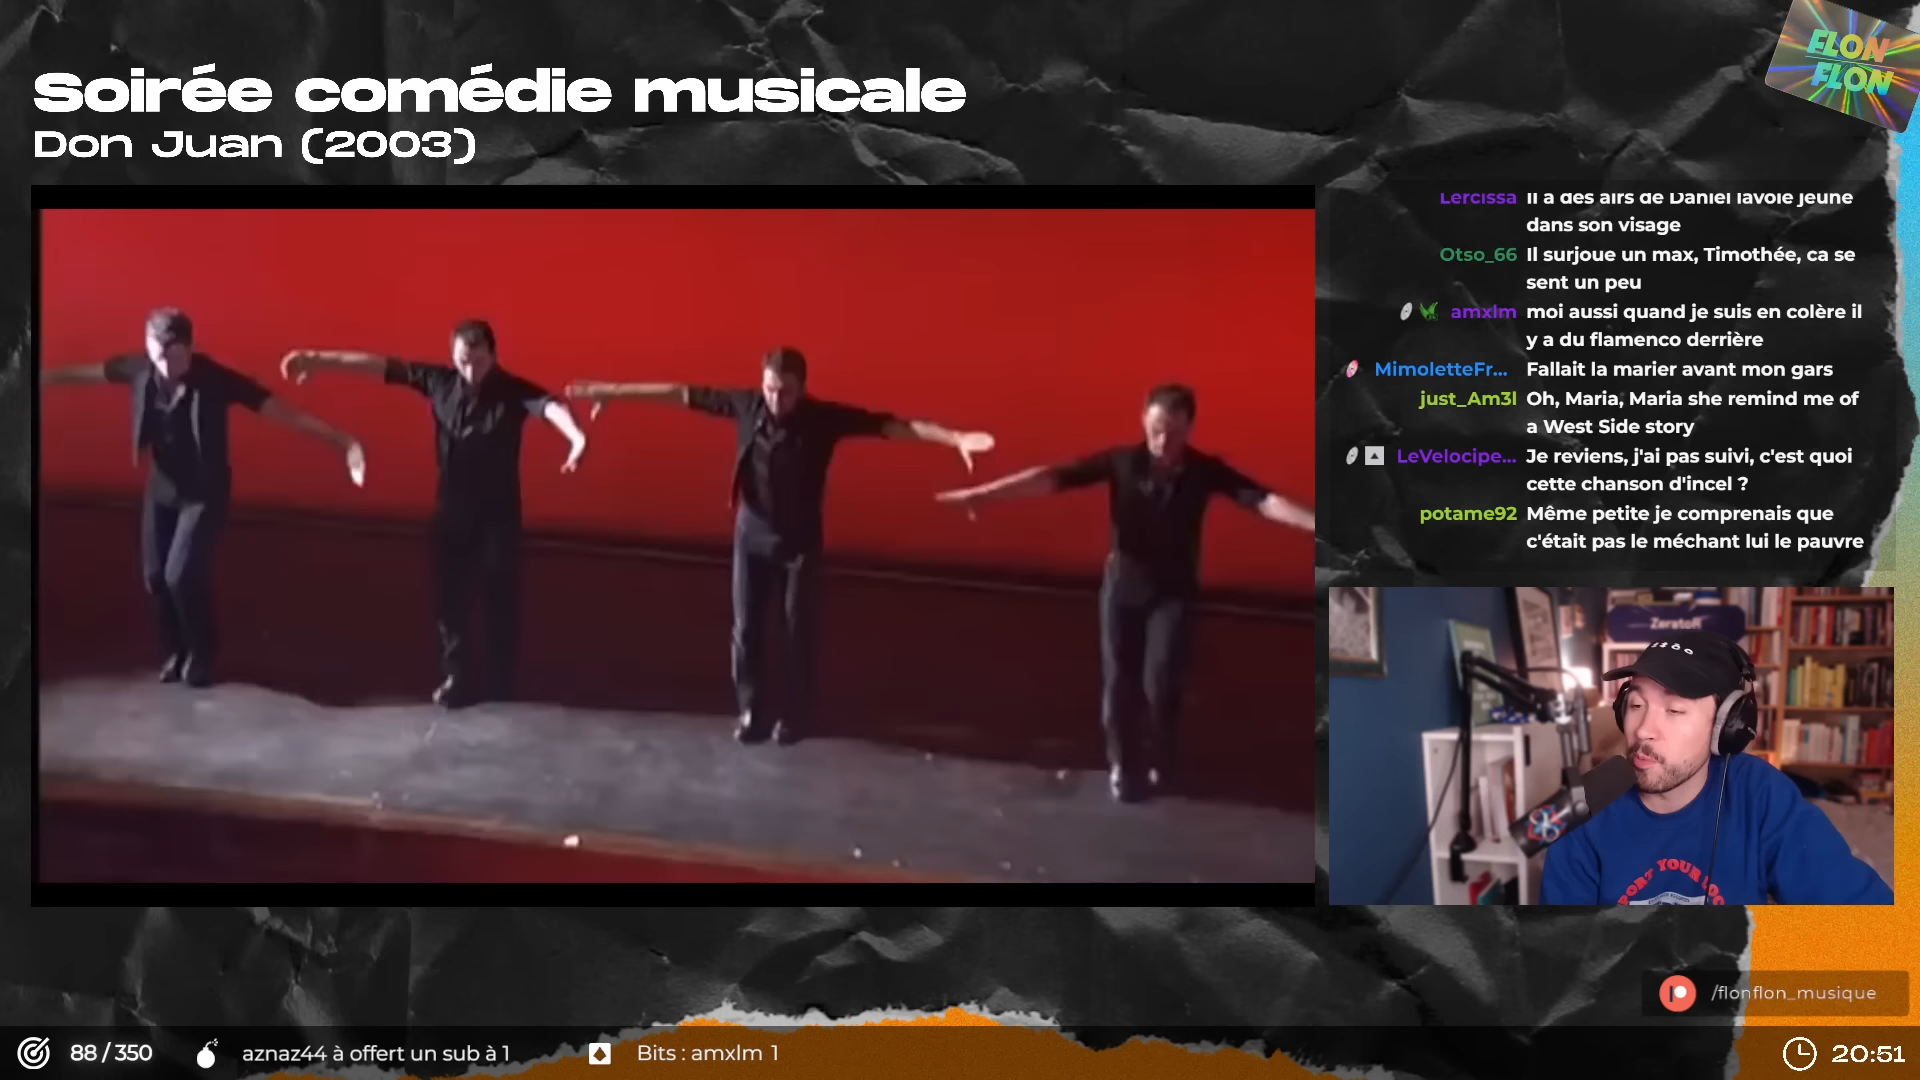 Soirée comédie musicale
Don Juan (2003)
FLON
FLON
Lercissa Il a des airs de Daniel lavoie jeune
dans son visage
Otso_66 Il surjoue un max, Timothée, ca se
sent un peu
amxlm moi aussi quand je suis en colère il
y a du flamenco derrière
MimoletteFr... Fallait la marier avant mon gars
just_Am3l Oh, Maria, Maria she remind me of
a West Side story
LeVelocipe... Je reviens, j'ai pas suivi, c'est quoi
cette chanson d'incel ?
potame92 Même petite je comprenais que
c'était pas le méchant lui le pauvre
ZeratoR
PORT YOUR LOC
/flonflon_musique
88 / 350
aznaz44 à offert un sub à 1
Bits : amxlm 1
20:51